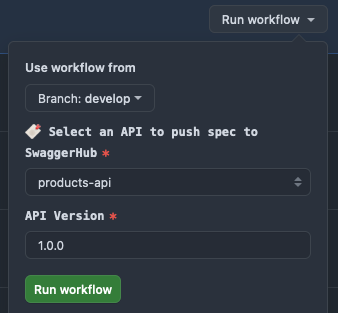 Run workflow
Use workflow from
Branch: develop
Select an API to push spec to
SwaggerHub *
products-api
API Version *
1.0.0
Run workflow